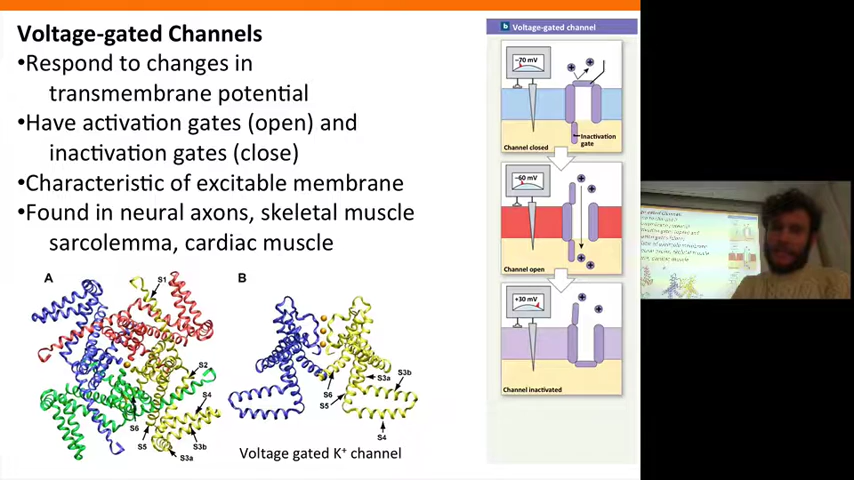 Voltage-gated Channels
•Respond to changes in
transmembrane potential
•Have activation gates (open) and
inactivation gates (close)
•Characteristic of excitable membrane
•Found in neural axons, skeletal muscle
sarcolemma, cardiac muscle
A
S1
S2
S4
S6
S5
S3b
S3a
B
S3a
S3b
S6
S5
S4
Voltage gated K⁺ channel
b Voltage-gated channel
–70 mV
Inactivation
gate
Channel closed
–60 mV
Channel open
+30 mV
Channel inactivated